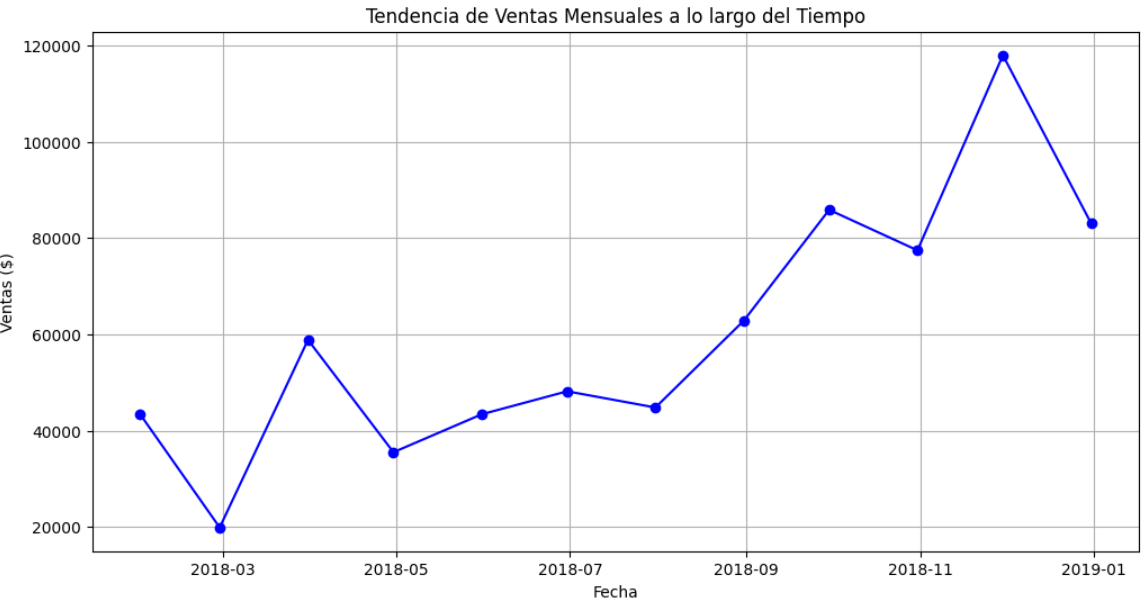 Tendencia de Ventas Mensuales a lo largo del Tiempo
120000
100000
80000
60000
40000
20000
Ventas ($)
2018-03 2018-05 2018-07 2018-09 2018-11 2019-01
Fecha